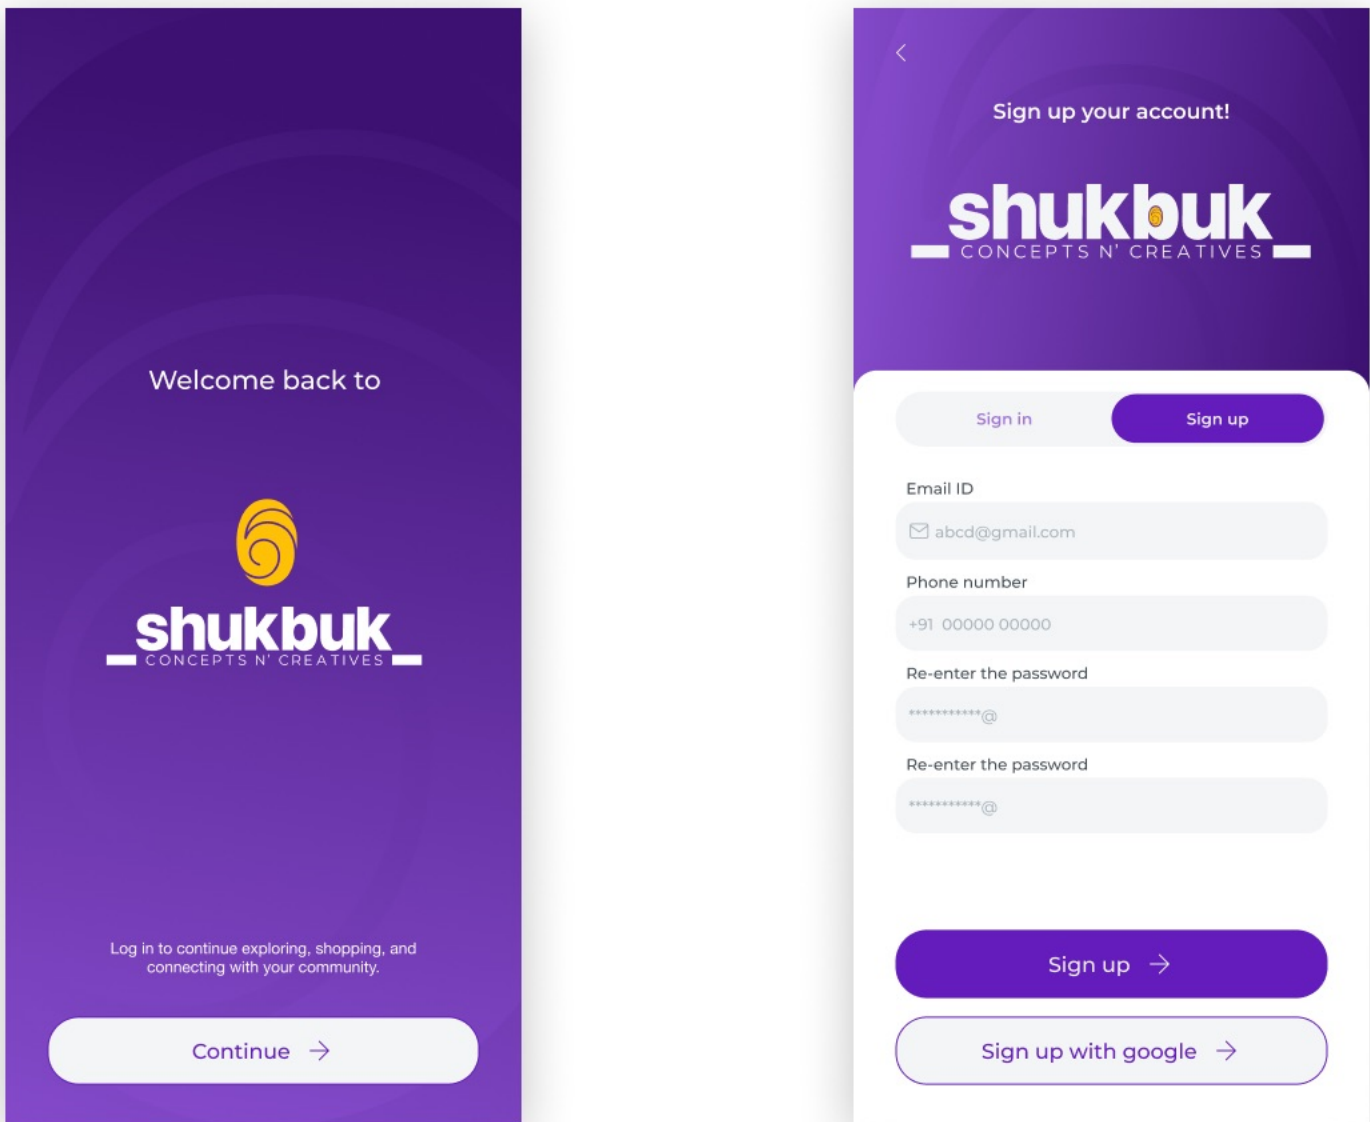 Welcome back to
shukbuk
CONCEPTS N' CREATIVES
Log in to continue exploring, shopping, and
connecting with your community.
Continue
Sign up your account!
shukbuk
CONCEPTS N' CREATIVES
Sign in
Sign up
Email ID
abcd@gmail.com
Phone number
+91 00000 00000
Re-enter the password
***********@
Re-enter the password
***********@
Sign up
Sign up with google